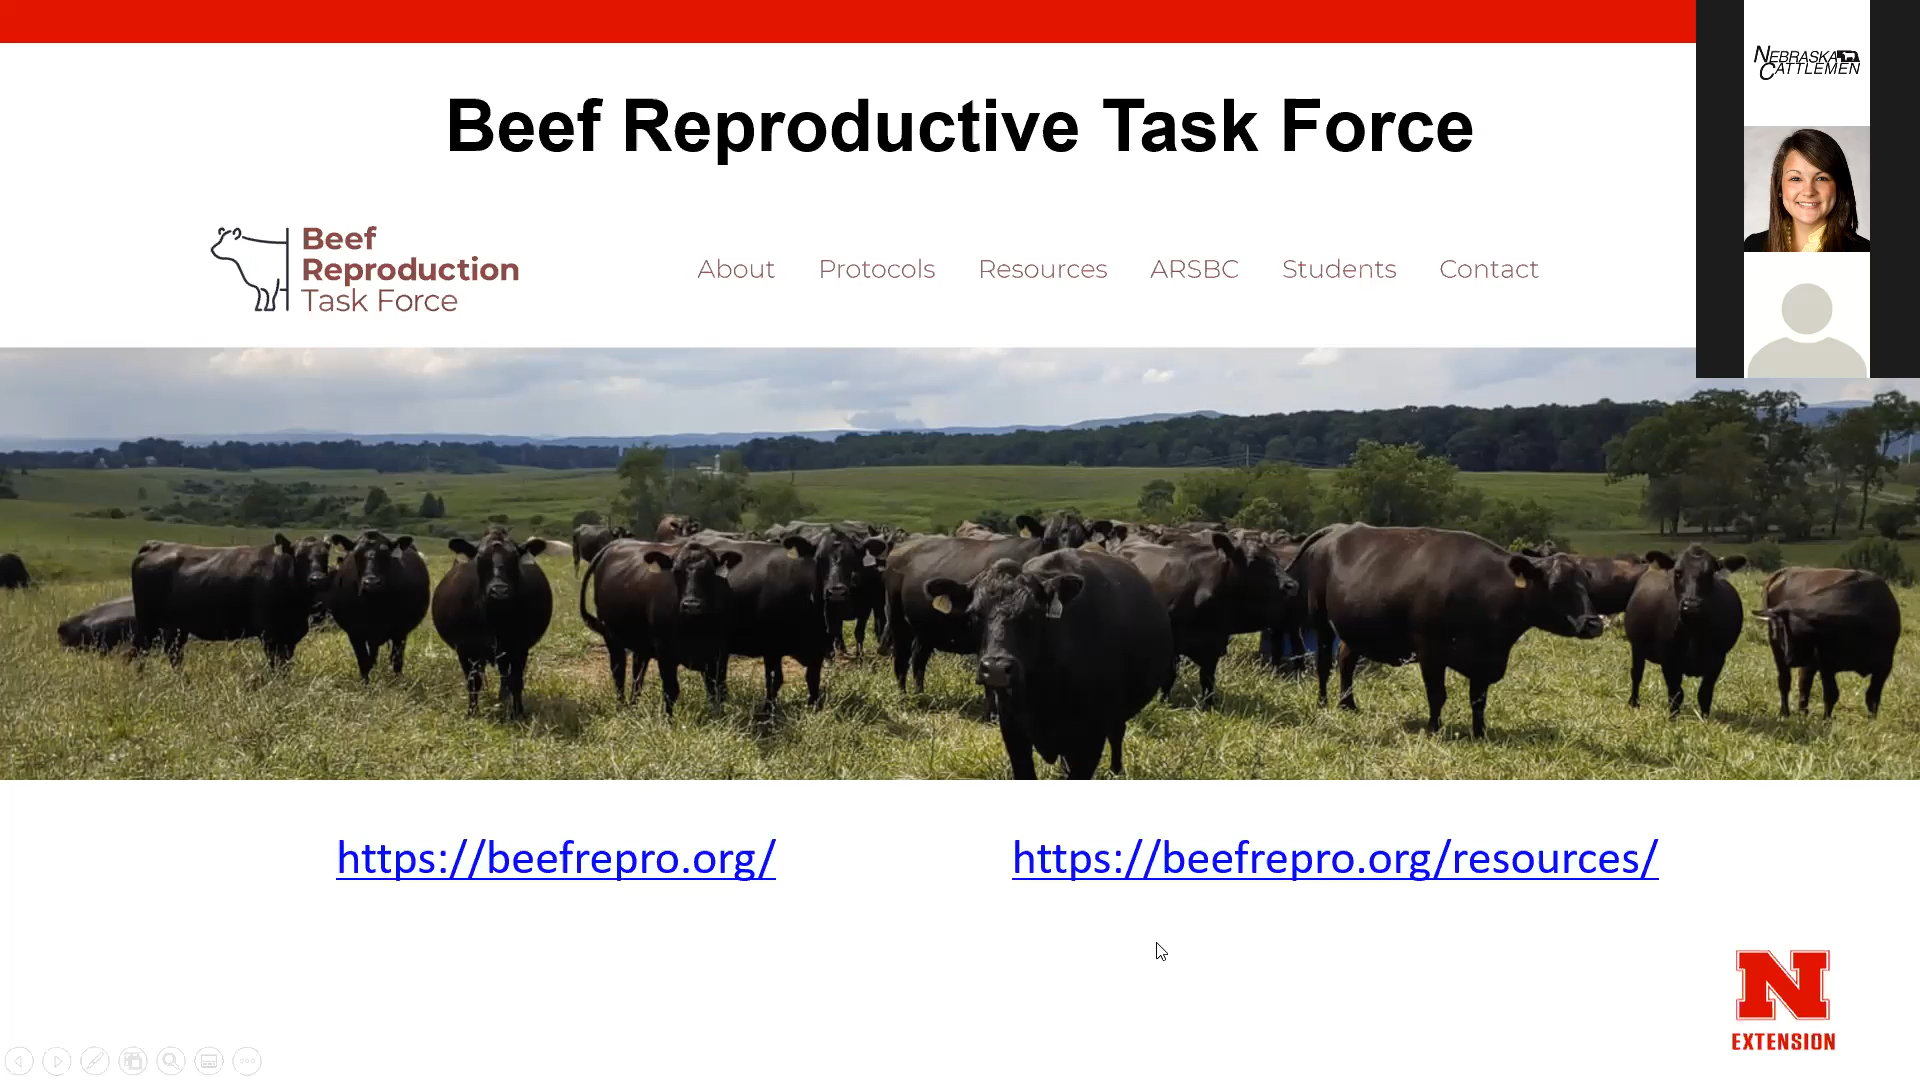 Beef Reproductive Task Force
NEBRASKA
CATTLEMEN
Beef
Reproduction
Task Force
About Protocols Resources ARSBC Students Contact
https://beefrepro.org/
https://beefrepro.org/resources/
N
EXTENSION